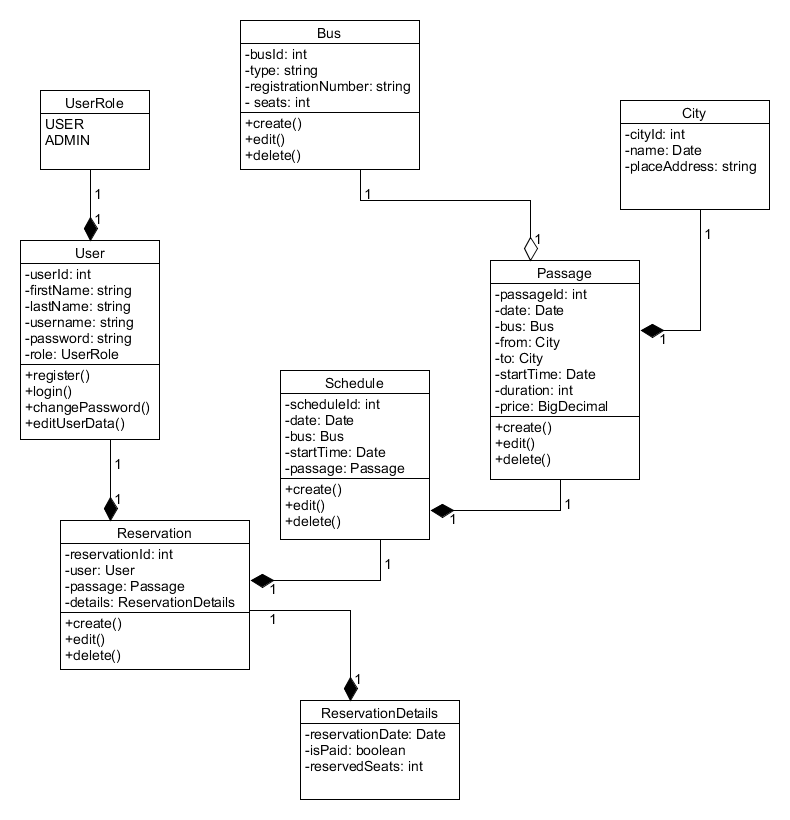 Bus
-busId: int
-type: string
-registrationNumber: string
- seats: int
+create()
+edit()
+delete()
UserRole
USER
ADMIN
City
-cityId: int
-name: Date
-placeAddress: string
1
1
1
1
1
1
User
-userId: int
-firstName: string
-lastName: string
-username: string
-password: string
-role: UserRole
+register()
+login()
+changePassword()
+editUserData()
Passage
-passageId: int
-date: Date
-bus: Bus
-from: City
-to: City
-startTime: Date
-duration: int
-price: BigDecimal
+create()
+edit()
+delete()
Schedule
-scheduleId: int
-date: Date
-bus: Bus
-startTime: Date
-passage: Passage
+create()
+edit()
+delete()
1
1
1
1
Reservation
-reservationId: int
-user: User
-passage: Passage
-details: ReservationDetails
+create()
+edit()
+delete()
1
1
1
1
ReservationDetails
-reservationDate: Date
-isPaid: boolean
-reservedSeats: int